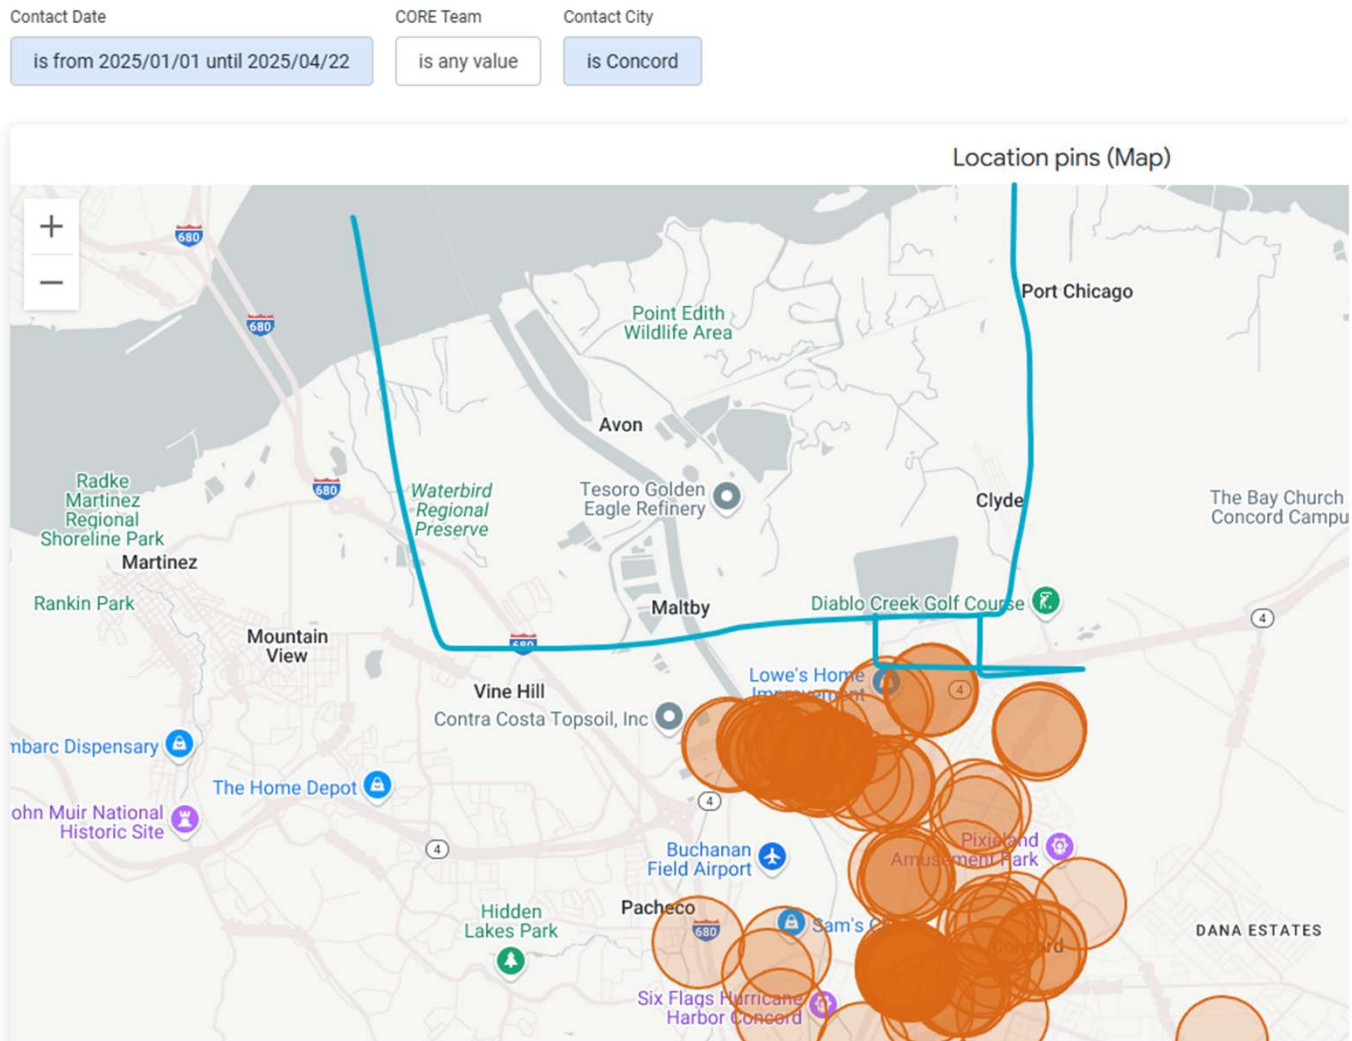 Contact Date
CORE Team
Contact City
is from 2025/01/01 until 2025/04/22
is any value
is Concord
Location pins (Map)
+
−
680
680
680
Port Chicago
Point Edith
Wildlife Area
Avon
Radke
Martinez
Regional
Shoreline Park
Waterbird
Regional
Preserve
Tesoro Golden
Eagle Refinery
Clyde
The Bay Church
Concord Campu
Martinez
Rankin Park
Maltby
Diablo Creek Golf Course
4
Mountain
View
680
Vine Hill
Lowe's Home
Improvement
4
Contra Costa Topsoil, Inc
mbarc Dispensary
The Home Depot
4
ohn Muir National
Historic Site
4
Buchanan
Field Airport
Pixieland
Amusement Park
Pacheco
680
Hidden
Lakes Park
Sam's C
Concord
DANA ESTATES
Six Flags Hurricane
Harbor Concord